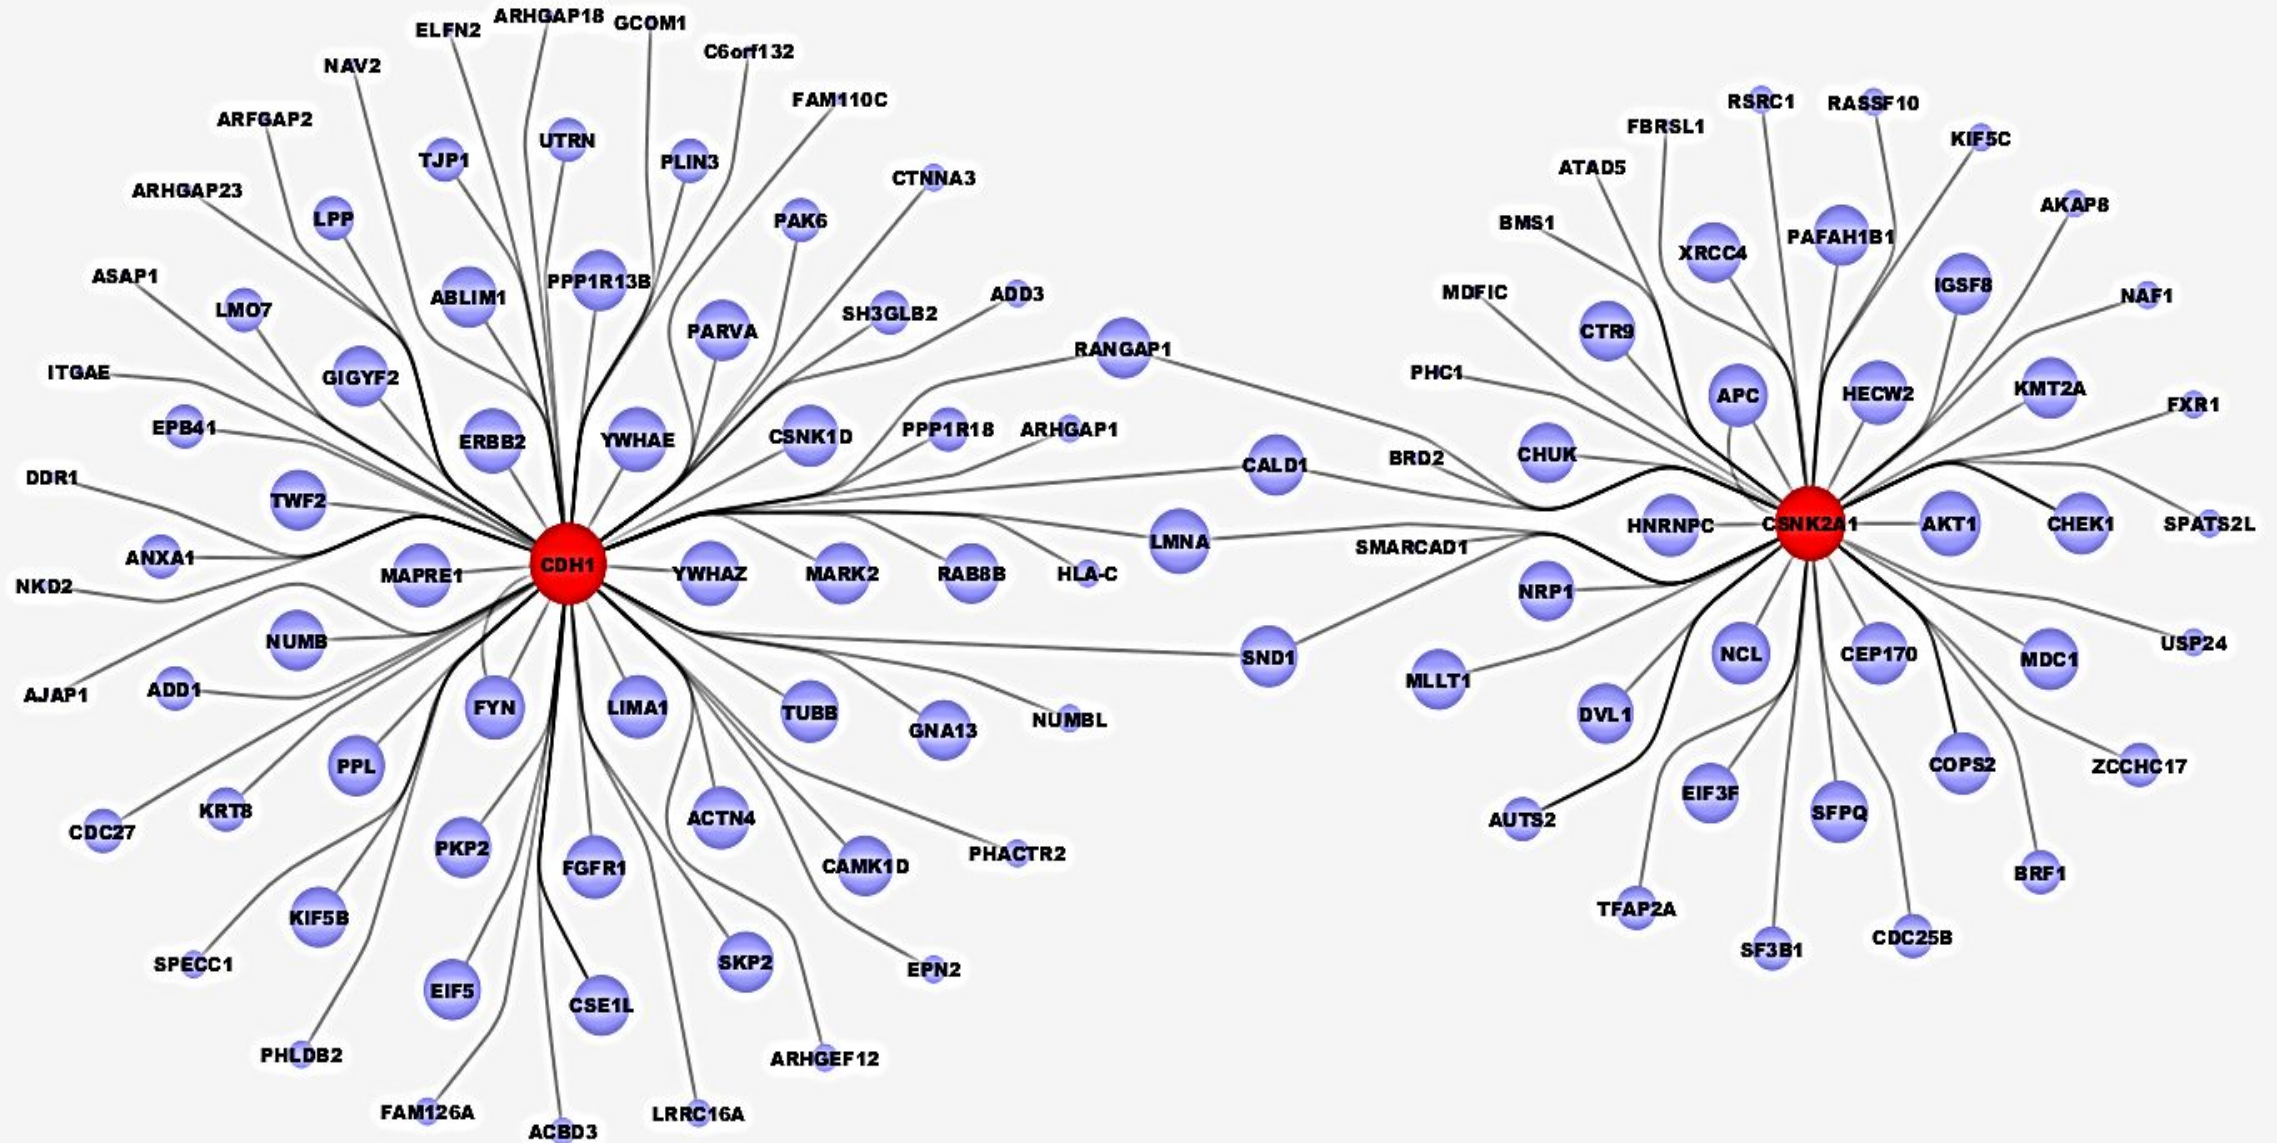 ARHGAP18
GCOM1
ELFN2
C6orf132
NAV2
FAM110C
RSRC1
RASSF10
ARFGAP2
FBRSL1
KIF5C
UTRN
TJP1
PLIN3
ATAD5
CTNNA3
ARHGAP23
AKAP8
LPP
PAK6
BMS1
PAFAH1B1
XRCC4
ASAP1
PPP1R13B
IGSF8
MDFIC
ADD3
NAF1
ABLIM1
LMO7
SH3GLB2
PARVA
CTR9
RANGAP1
ITGAE
PHC1
GIGYF2
KMT2A
HECW2
APC
FXR1
EPB41
PPP1R18
ARHGAP1
CSNK1D
YWHAE
ERBB2
CHUK
BRD2
CALD1
DDR1
TWF2
CSNK2A1
HNRNPC
AKT1
CHEK1
SPATS2L
LMNA
SMARCAD1
ANXA1
CDH1
MAPRE1
YWHAZ
MARK2
RAB8B
HLA-C
NKD2
NRP1
NUMB
USP24
NCL
CEP170
SND1
MDC1
MLLT1
ADD1
AJAP1
FYN
LIMA1
TUBB
DVL1
NUMBL
GNA13
PPL
COPS2
ZCCHC17
EIF3F
KRT8
SFPQ
ACTN4
AUTS2
CDC27
PKP2
PHACTR2
CAMK1D
FGFR1
BRF1
TFAP2A
KIF5B
CDC25B
SF3B1
SPECC1
SKP2
EPN2
EIF5
CSE1L
PHLDB2
ARHGEF12
FAM126A
LRRC16A
ACBD3